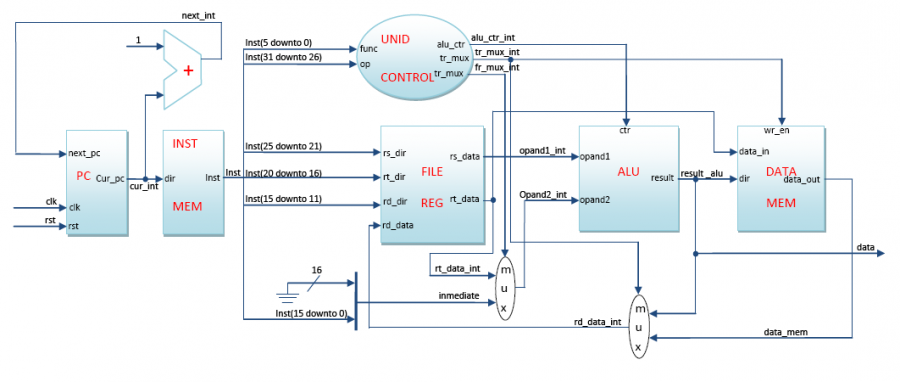 next_int
1
+
Inst(5 downto 0)
Inst(31 downto 26)
func
op
UNID
CONTROL
alu_ctr
tr_mux
tr_mux
alu_ctr_int
tr_mux_int
fr_mux_int
next_pc
PC
Cur_pc
cur_int
clk
clk
rst
rst
INST
dir
Inst
MEM
Inst
Inst(25 downto 21)
Inst(20 downto 16)
Inst(15 downto 11)
rs_dir
rt_dir
rd_dir
rd_data
FILE
REG
rs_data
rt_data
opand1_int
Opand2_int
ctr
opand1
opand2
ALU
result
result_alu
wr_en
data_in
dir
DATA
MEM
data_out
data
16
rt_data_int
inmediate
Inst(15 downto 0)
m
u
x
rd_data_int
m
u
x
data_mem